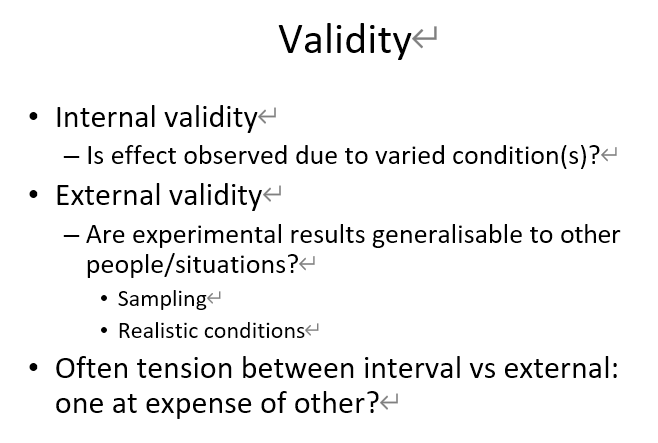 Validity
• Internal validity
– Is effect observed due to varied condition(s)?
• External validity
– Are experimental results generalisable to other
people/situations?
• Sampling
• Realistic conditions
• Often tension between interval vs external:
one at expense of other?